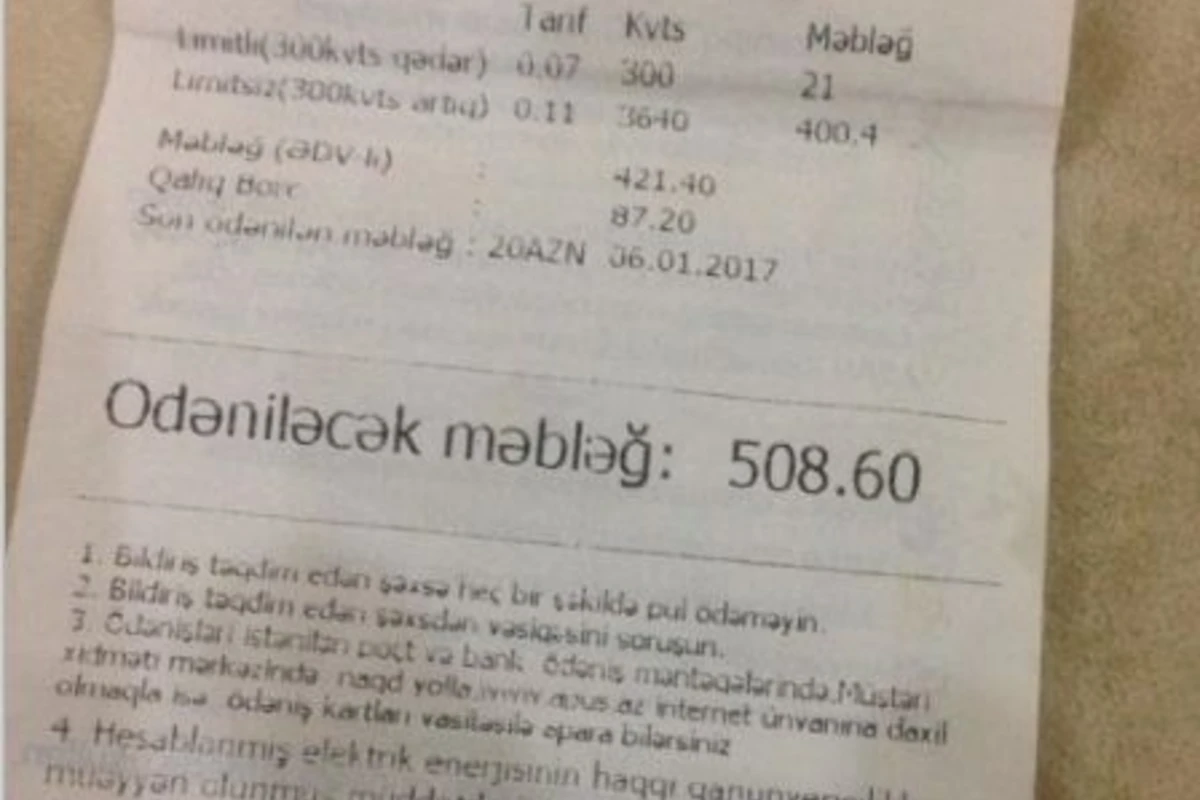 Tarif Kvts Məbləğ
Limitli(300kvts qədər) 0.07 300 21
Limitsiz(300kvts artıq) 0.11 3640 400.4
Məbləğ (ƏDV-li) : 421.40
Qalıq Borc : 87.20
Son ödənilən məbləğ : 20AZN 06.01.2017
Ödəniləcək məbləğ: 508.60
1. Bildiriş təqdim edən şəxsə heç bir şəkildə pul ödəməyin.
2. Bildiriş təqdim edən şəxsdən vəsiqəsini soruşun.
3. Ödənişləri istənilən poçt və bank ödəniş məntəqələrində,Müştəri
xidməti mərkəzində nağd yolla,www.apus.az internet ünvanına daxil
olmaqla isə ödəniş kartları vasitəsilə apara bilərsiniz
4. Hesablanmış elektrik enerjisinin haqqı
müəyyən